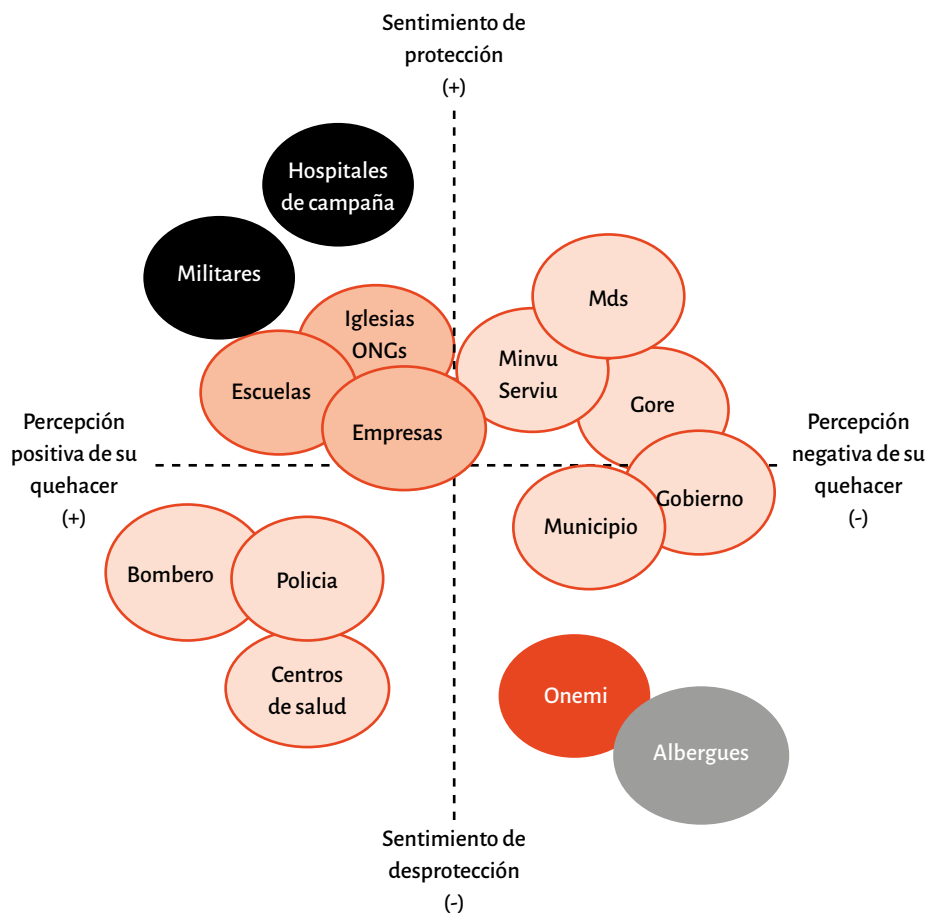 Sentimiento de
protección
(+)
Hospitales
de campaña
Militares
Mds
Iglesias
ONGs
Minvu
Serviu
Escuelas
Gore
Empresas
Percepción
positiva de su
quehacer
(+)
Percepción
negativa de su
quehacer
(-)
Gobierno
Municipio
Bombero
Policia
Centros
de salud
Onemi
Albergues
Sentimiento de
desprotección
(-)